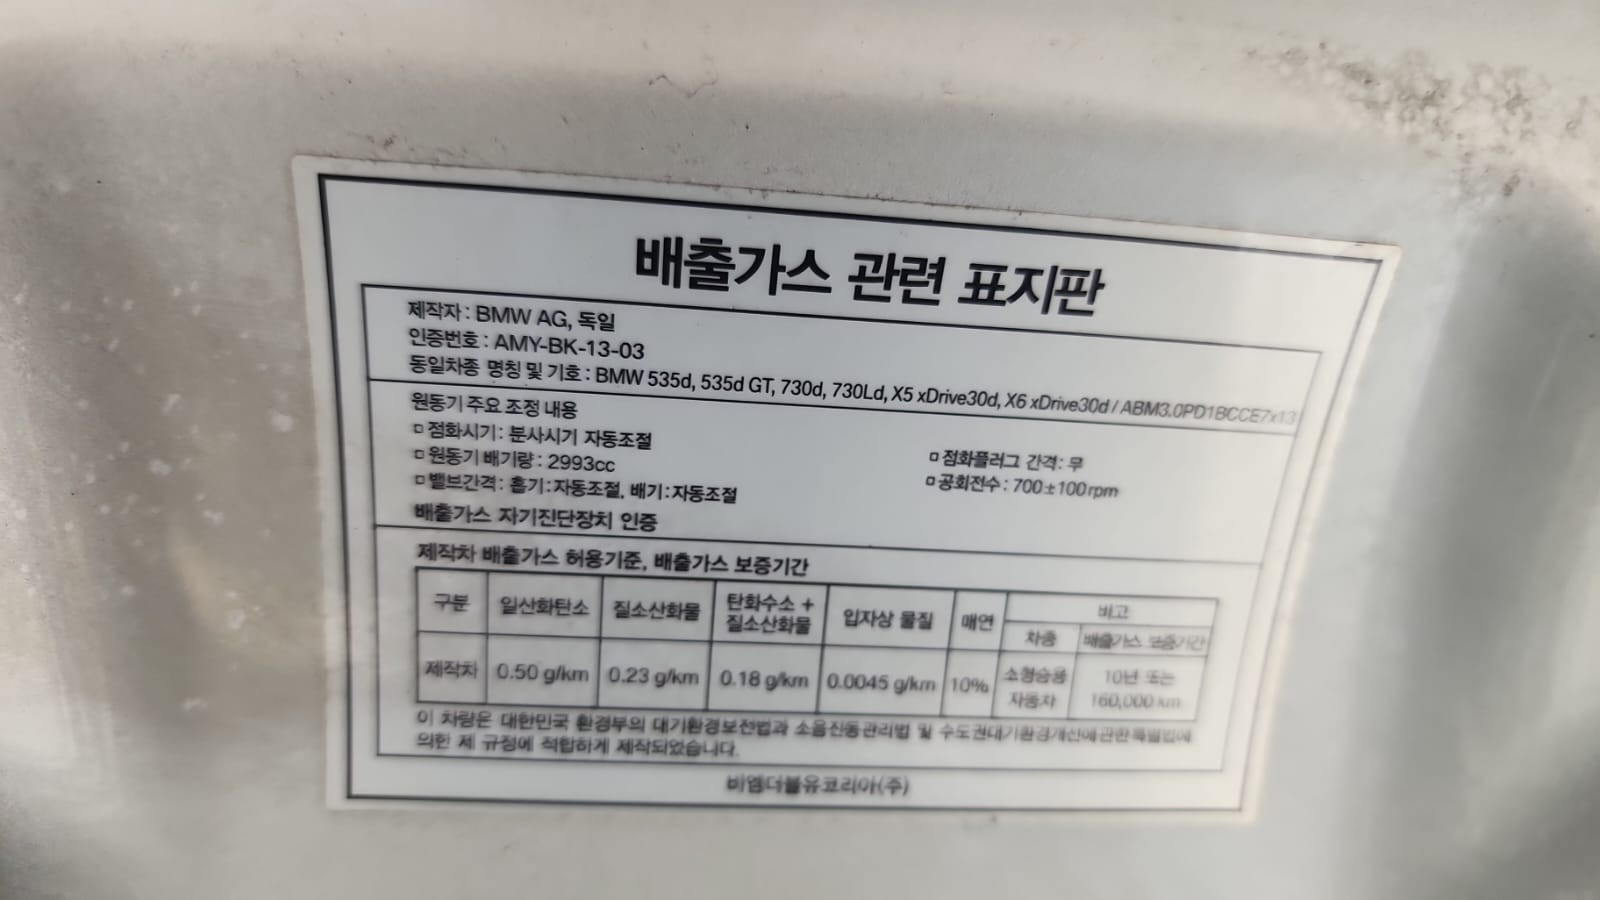 배출가스 관련 표지판
제작자 : BMW AG, 독일
인증번호 : AMY-BK-13-03
동일차종 명칭 및 기호 : BMW 535d, 535d GT, 730d, 730Ld, X5 xDrive30d, X6 xDrive30d / ABM3.0PD1BCCE7x13
원동기 주요 조정 내용
□ 점화시기 : 분사시기 자동조절
□ 점화플러그 간격 : 무
□ 원동기 배기량 : 2993cc
□ 공회전수 : 700±100rpm
□ 밸브간격 : 흡기 : 자동조절, 배기 : 자동조절
배출가스 자기진단장치 인증
제작차 배출가스 허용기준, 배출가스 보증기간
구분 일산화탄소 질소산화물 탄화수소 + 질소산화물 입자상 물질 매연 비고
차종 배출가스 보증기간
제작차 0.50 g/km 0.23 g/km 0.18 g/km 0.0045 g/km 10% 소형승용 자동차 10년 또는 160,000 km
이 차량은 대한민국 환경부의 대기환경보전법과 소음진동관리법 및 수도권대기환경개선에관한특별법에
의한 제 규정에 적합하게 제작되었습니다.
비엠더블유코리아(주)